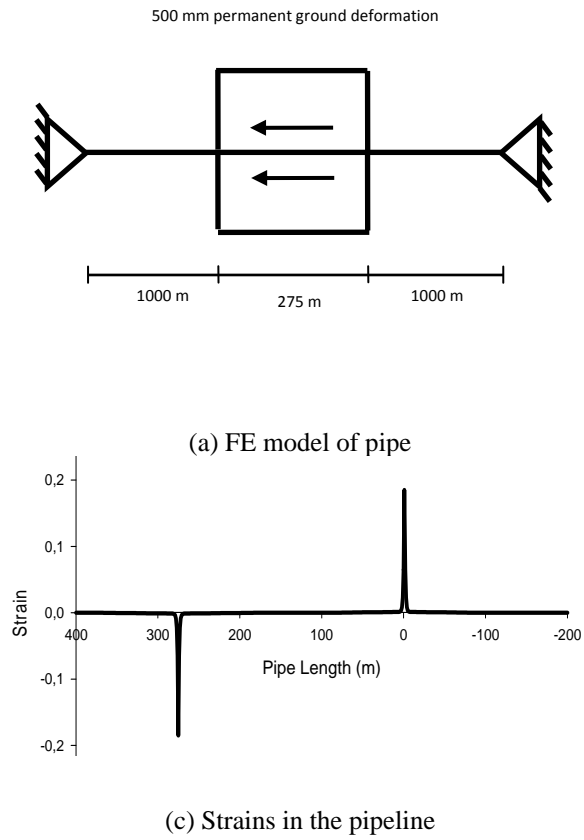 500 mm permanent ground deformation
1000 m
275 m
1000 m
(a) FE model of pipe
0,2
0,1
0,0
-0,1
-0,2
Strain
400
300
200
100
0
-100
-200
Pipe Length (m)
(c) Strains in the pipeline